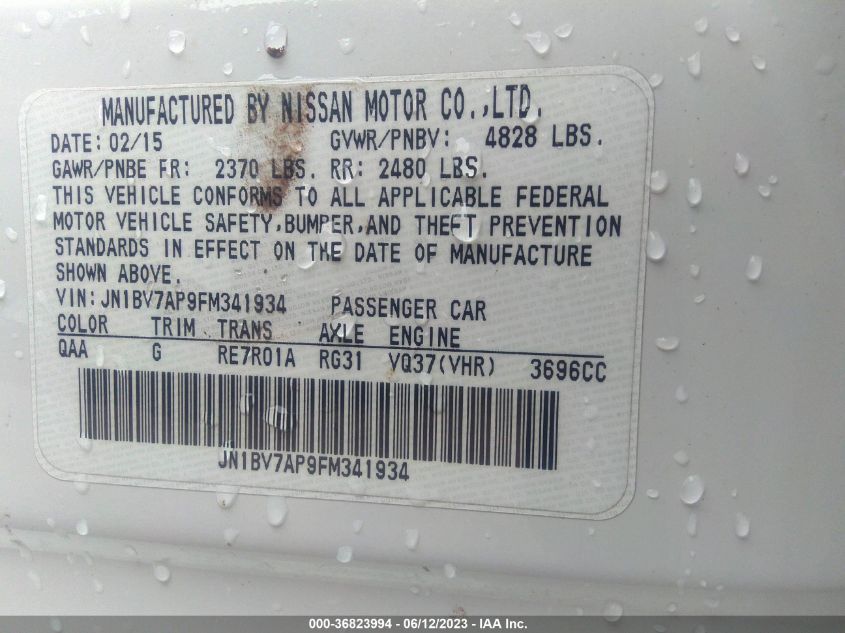 MANUFACTURED BY NISSAN MOTOR CO.,LTD.
DATE: 02/15 GVWR/PNBV: 4828 LBS.
GAWR/PNBE FR: 2370 LBS. RR: 2480 LBS.
THIS VEHICLE CONFORMS TO ALL APPLICABLE FEDERAL
MOTOR VEHICLE SAFETY,BUMPER,AND THEFT PREVENTION
STANDARDS IN EFFECT ON THE DATE OF MANUFACTURE
SHOWN ABOVE.
VIN:JN1BV7AP9FM341934 PASSENGER CAR
COLOR TRIM TRANS AXLE ENGINE
QAA G RE7R01A RG31 VQ37(VHR) 3696CC
JN1BV7AP9FM341934
000-36823994 - 06/12/2023 - IAA Inc.